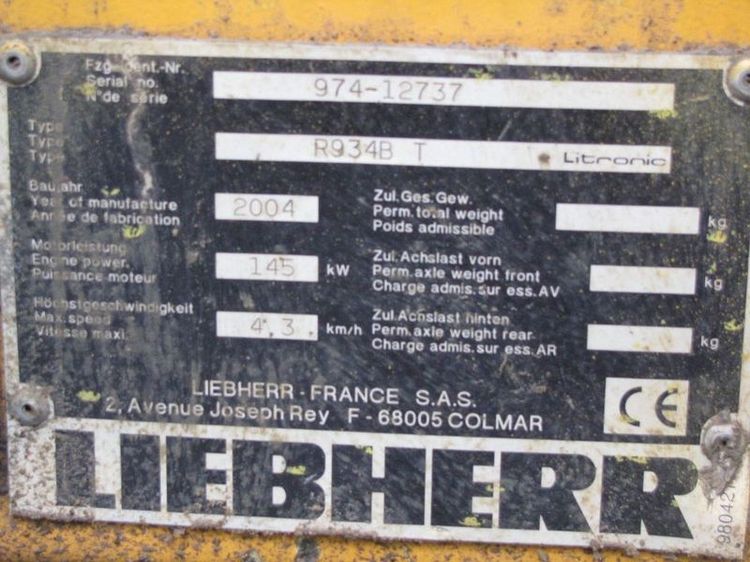 Fzg.-Ident.-Nr.
Serial no. 974-12737
N° de série
Type
Type R934B T Litronic
Type
Baujahr
Year of manufacture 2004
Année de fabrication
Zul. Ges. Gew.
Perm. total weight kg
Poids admissible
Motorleistung
Engine power. 145 kW
Puissance moteur
Zul. Achslast vorn
Perm. axle weight front kg
Charge admis. sur ess. AV
Höchstgeschwindigkeit
Max. speed 4.3 km/h
Vitesse maxi.
Zul. Achslast hinten
Perm. axle weight rear kg
Charge admis. sur ess. AR
LIEBHERR - FRANCE S.A.S.
2, Avenue Joseph Rey F - 68005 COLMAR
CE
LIEBHERR